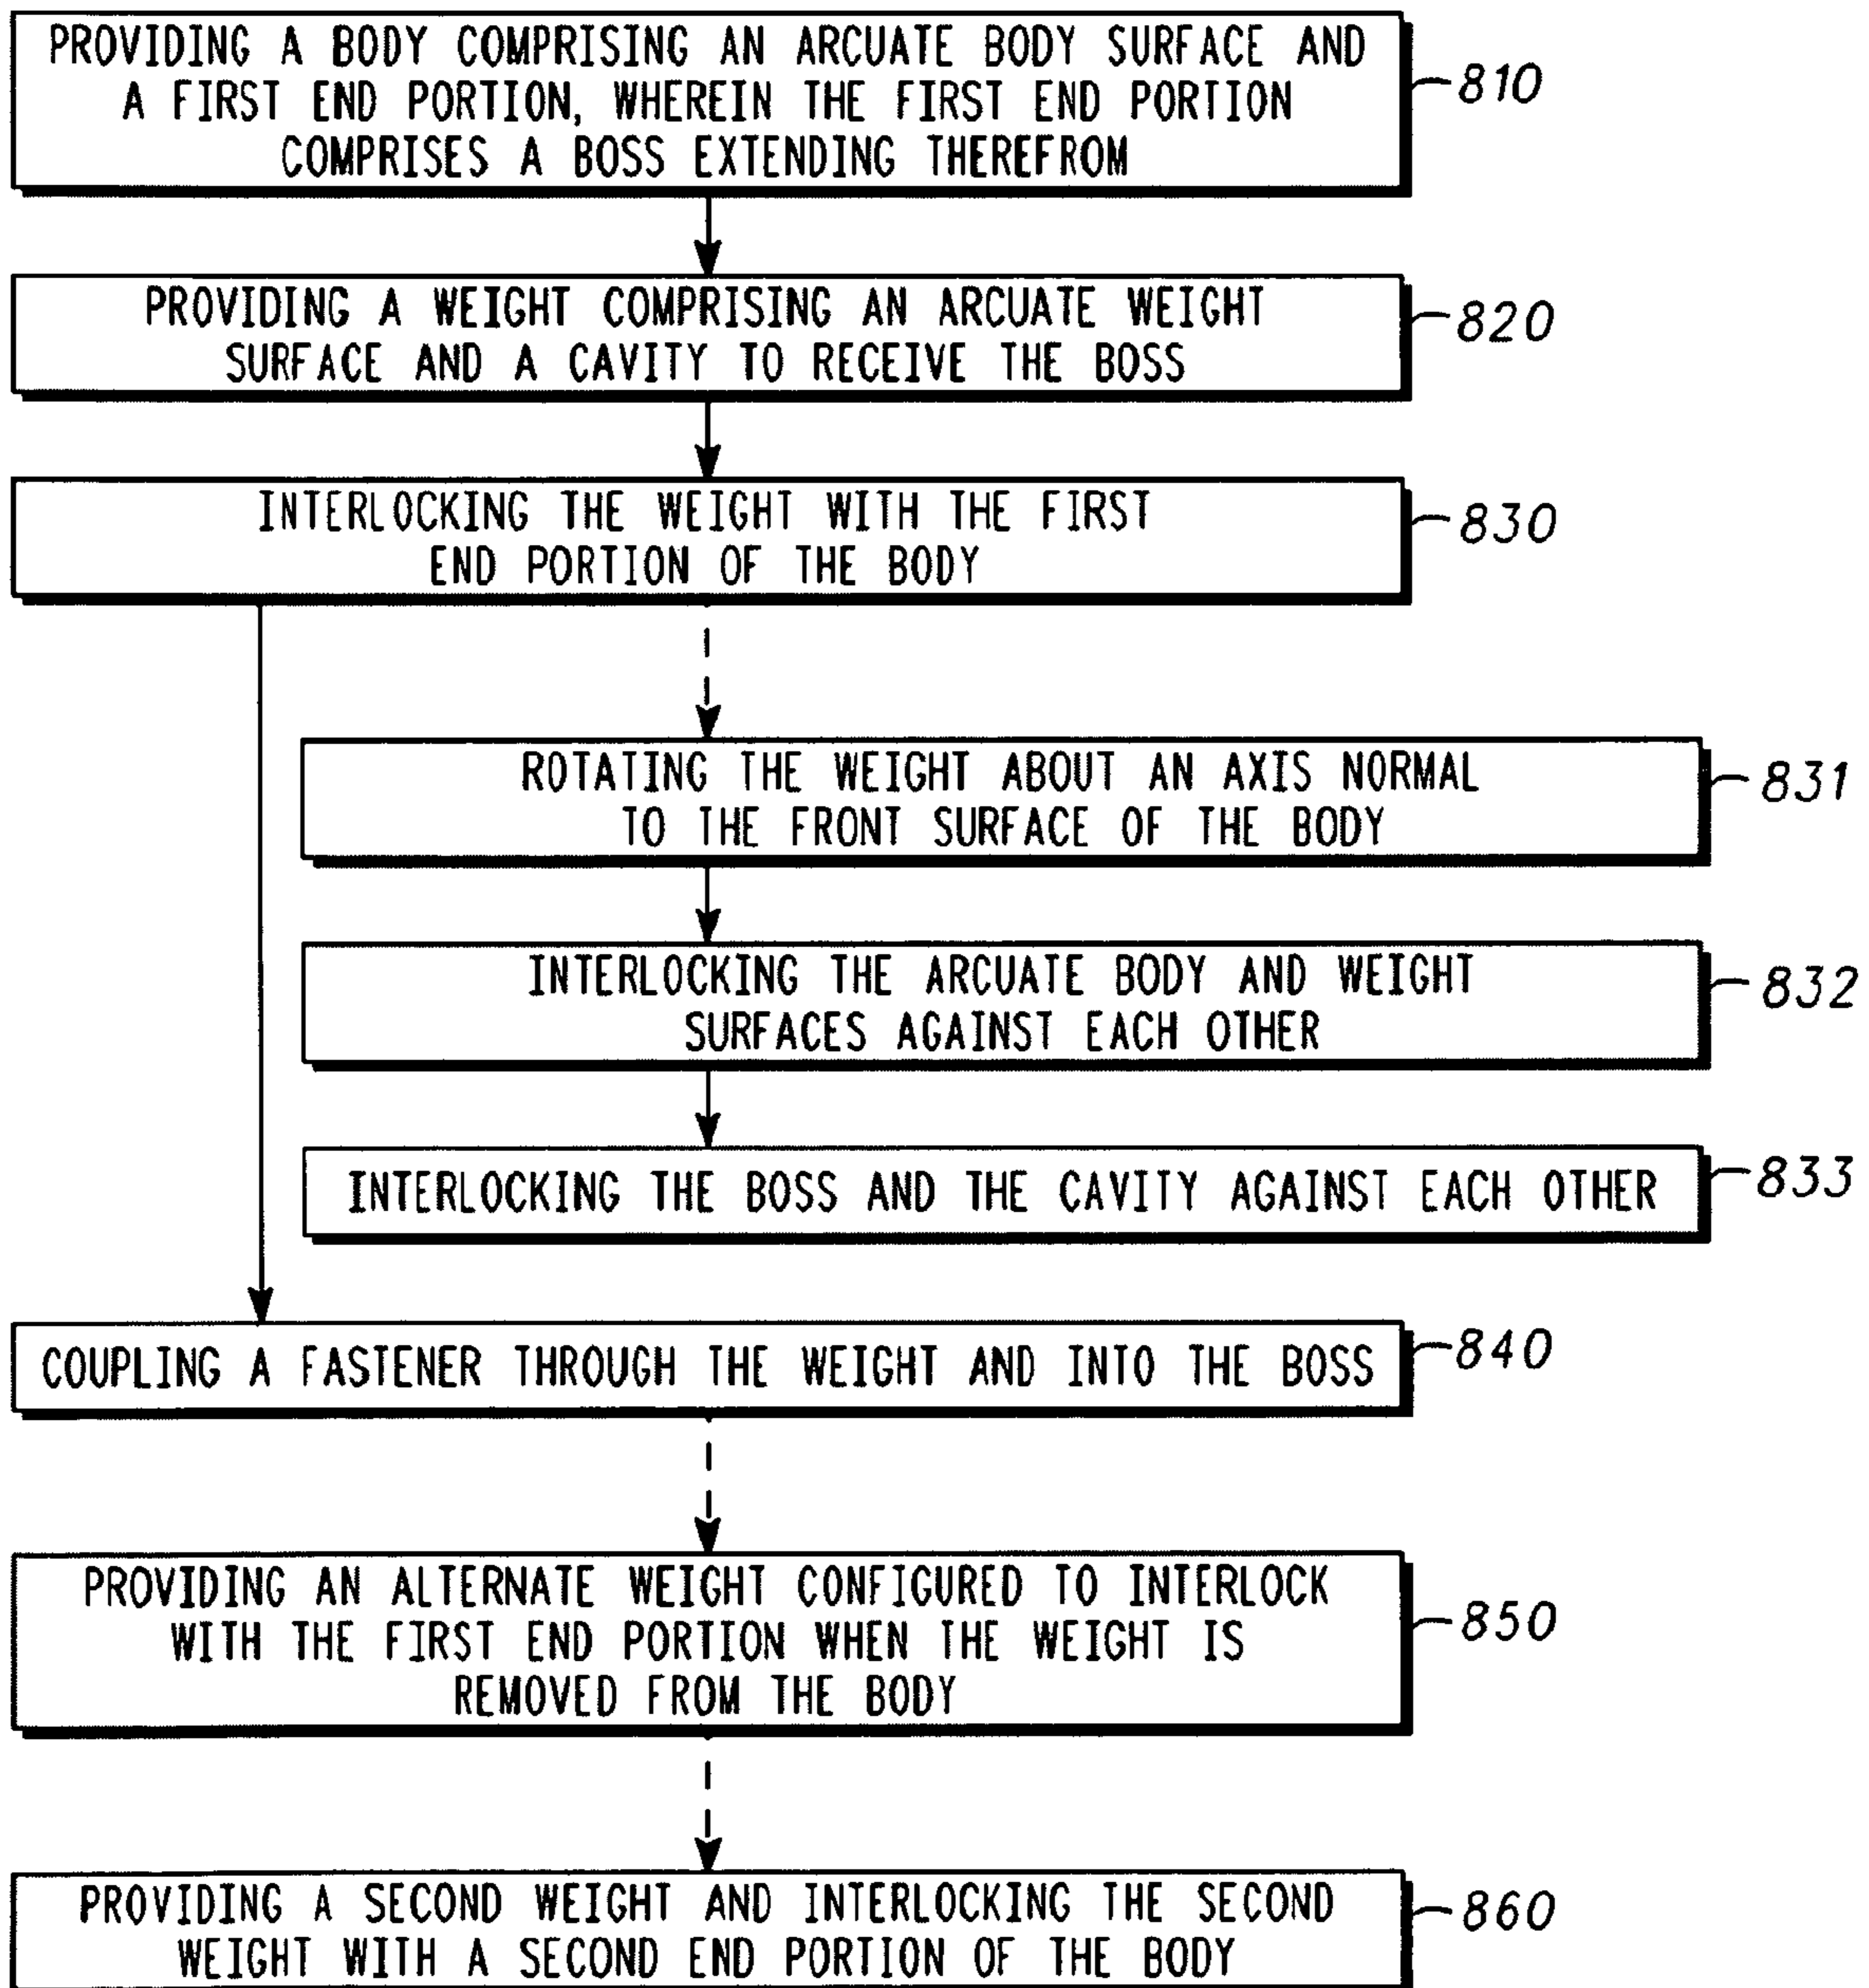 PROVIDING A BODY COMPRISING AN ARCUATE BODY SURFACE AND
A FIRST END PORTION, WHEREIN THE FIRST END PORTION
COMPRISES A BOSS EXTENDING THEREFROM
810
PROVIDING A WEIGHT COMPRISING AN ARCUATE WEIGHT
SURFACE AND A CAVITY TO RECEIVE THE BOSS
820
INTERLOCKING THE WEIGHT WITH THE FIRST
END PORTION OF THE BODY
830
ROTATING THE WEIGHT ABOUT AN AXIS NORMAL
TO THE FRONT SURFACE OF THE BODY
831
INTERLOCKING THE ARCUATE BODY AND WEIGHT
SURFACES AGAINST EACH OTHER
832
INTERLOCKING THE BOSS AND THE CAVITY AGAINST EACH OTHER
833
COUPLING A FASTENER THROUGH THE WEIGHT AND INTO THE BOSS
840
PROVIDING AN ALTERNATE WEIGHT CONFIGURED TO INTERLOCK
WITH THE FIRST END PORTION WHEN THE WEIGHT IS
REMOVED FROM THE BODY
850
PROVIDING A SECOND WEIGHT AND INTERLOCKING THE SECOND
WEIGHT WITH A SECOND END PORTION OF THE BODY
860